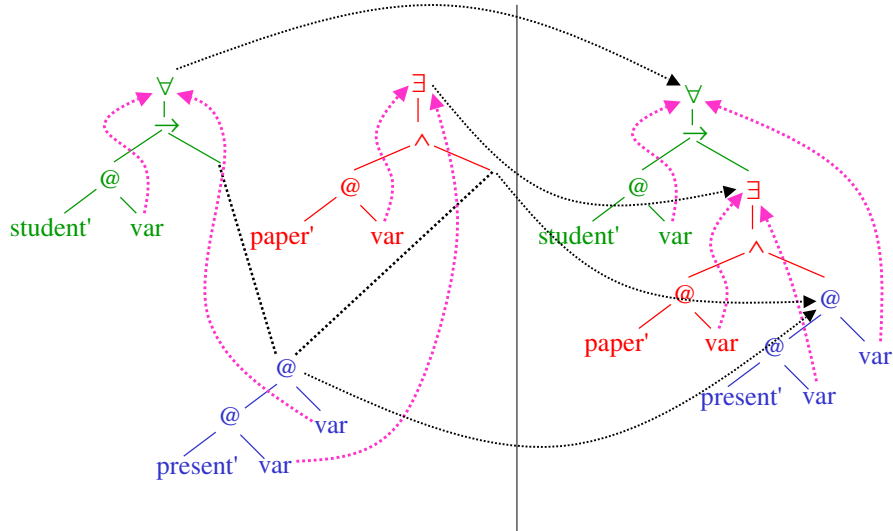 ∀ ∃
→ ∧
@ @
student' var paper' var
@
@ var
present' var
∀
→
@ ∃
student' var
∧
@ @
paper' var @ var
present' var